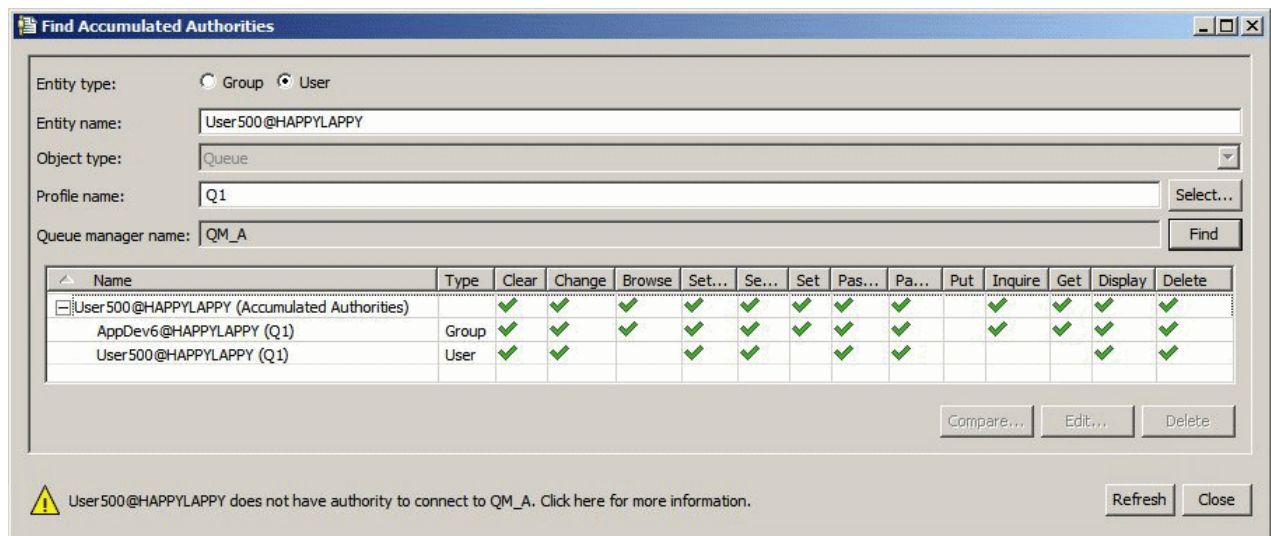 Find Accumulated Authorities
Entity type: Group User
Entity name: User500@HAPPYLAPPY
Object type: Queue
Profile name: Q1 Select...
Queue manager name: QM_A Find
Name Type Clear Change Browse Set... Se... Set Pas... Pa... Put Inquire Get Display Delete
User500@HAPPYLAPPY (Accumulated Authorities)
AppDev6@HAPPYLAPPY (Q1) Group
User500@HAPPYLAPPY (Q1) User
Compare... Edit... Delete
User500@HAPPYLAPPY does not have authority to connect to QM_A. Click here for more information. Refresh Close